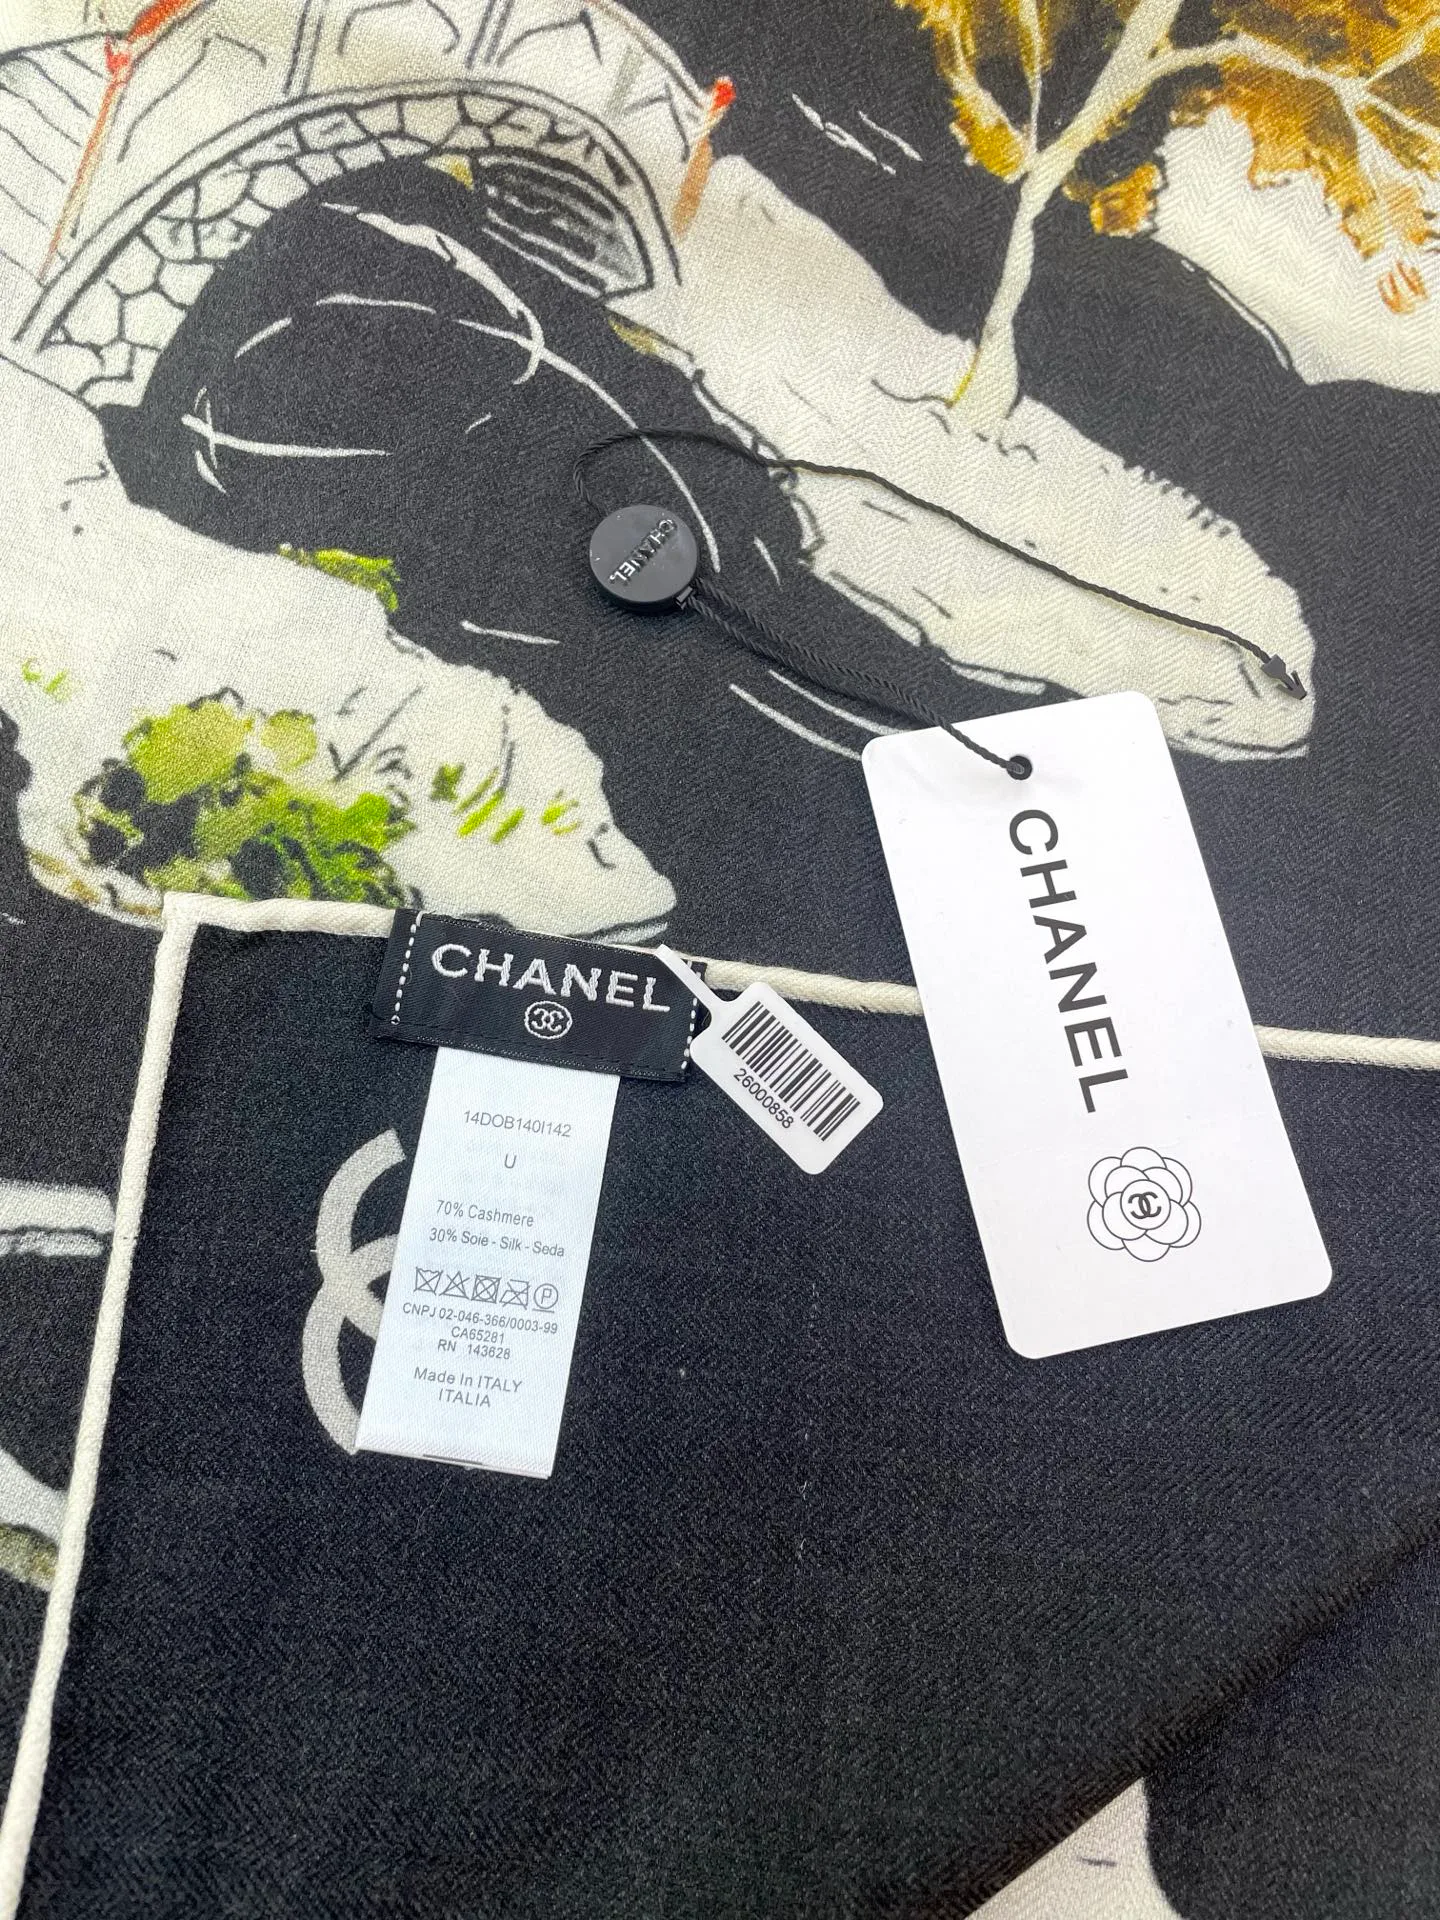 CHANEL
CHANEL
CHANEL
26000858
14DOB140I142
U
70% Cashmere
30% Soie - Silk - Seda
P
CNPJ 02-046-366/0003-99
CA65281
RN 143628
Made In ITALY
ITALIA